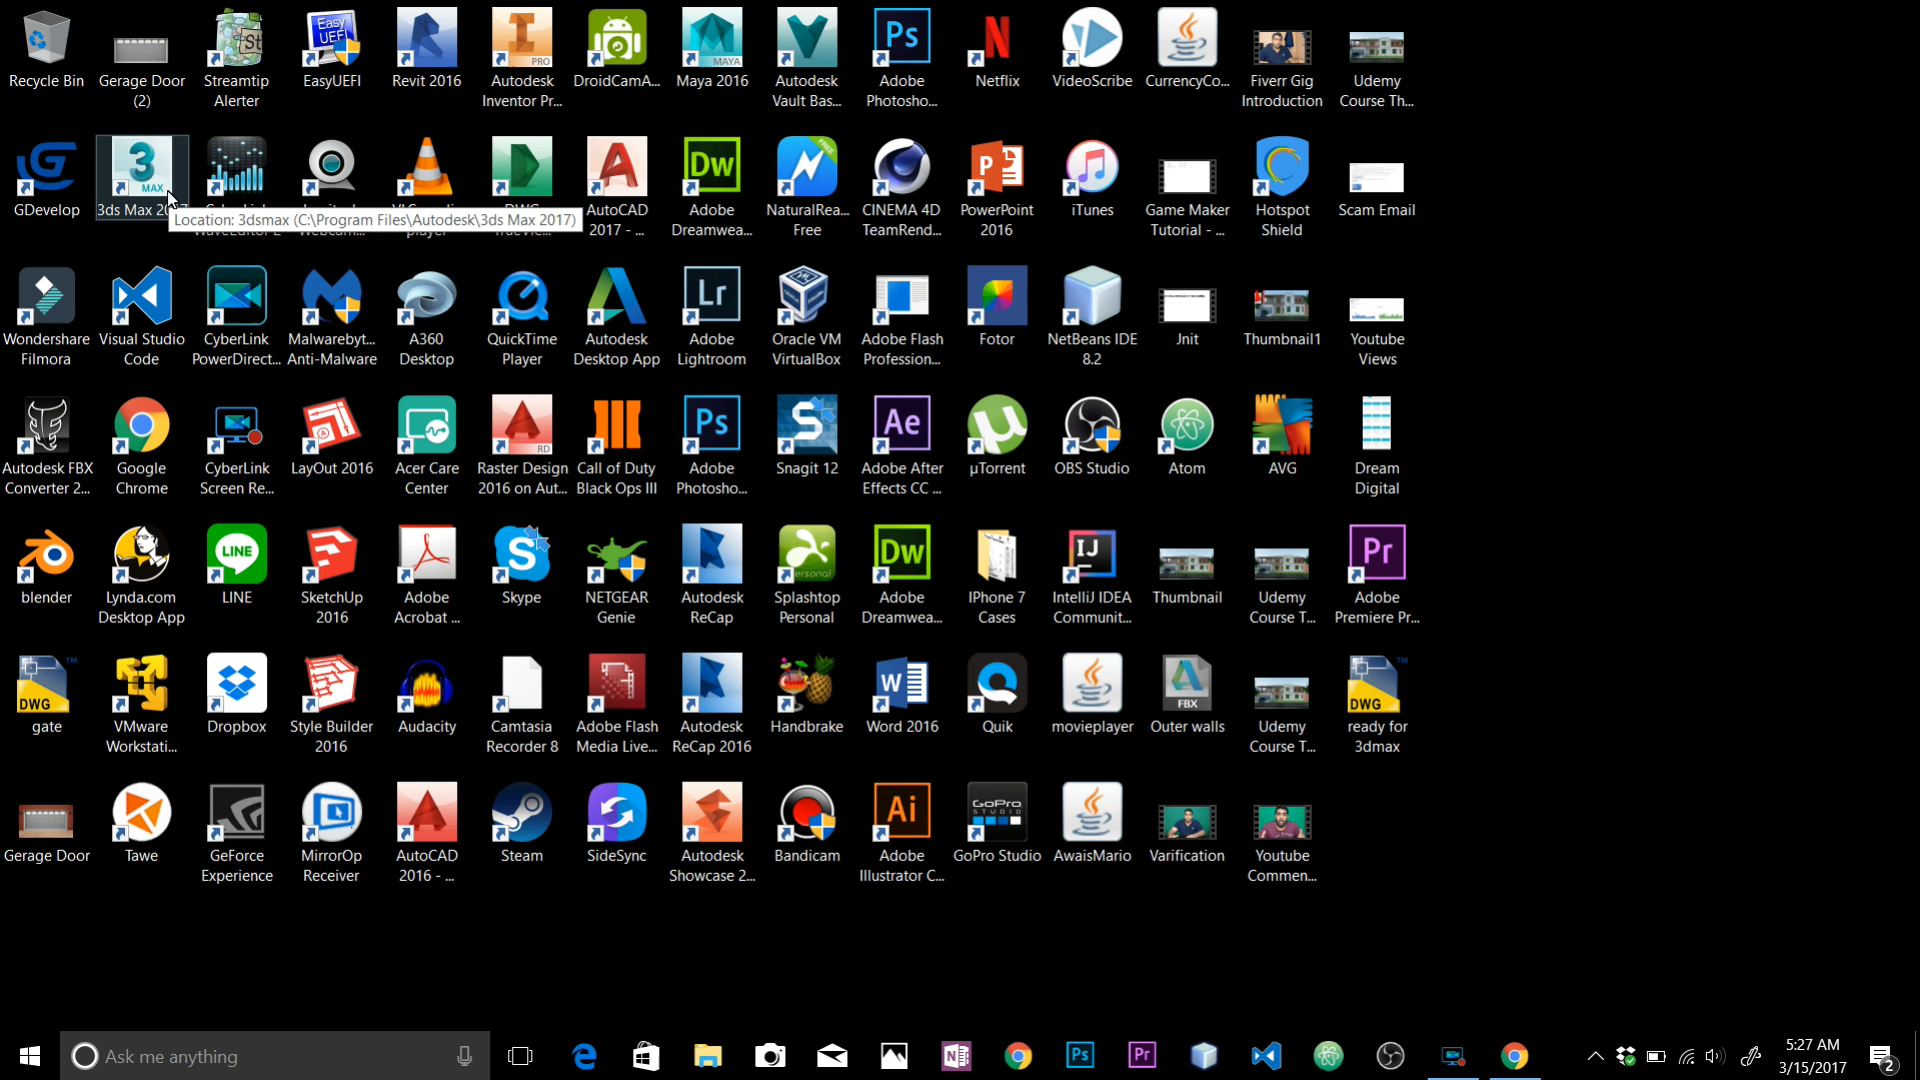 Recycle Bin
Gerage Door
(2)
Streamtip
Alerter
EasyUEFI
Revit 2016
Autodesk
Inventor Pr...
DroidCamA...
Maya 2016
Autodesk
Vault Bas...
Adobe
Photosho...
Netflix
VideoScribe
CurrencyCo...
Fiverr Gig
Introduction
Udemy
Course Th...
GDevelop
3ds Max 2017
Location: 3dsmax (C:\Program Files\Autodesk\3ds Max 2017)
AutoCAD
2017 - ...
Adobe
Dreamwea...
NaturalRea...
Free
CINEMA 4D
TeamRend...
PowerPoint
2016
iTunes
Game Maker
Tutorial - ...
Hotspot
Shield
Scam Email
Wondershare
Filmora
Visual Studio
Code
CyberLink
PowerDirect...
Malwarebyt...
Anti-Malware
A360
Desktop
QuickTime
Player
Autodesk
Desktop App
Adobe
Lightroom
Oracle VM
VirtualBox
Adobe Flash
Profession...
Fotor
NetBeans IDE
8.2
Jnit
Thumbnail1
Youtube
Views
Autodesk FBX
Converter 2...
Google
Chrome
CyberLink
Screen Re...
LayOut 2016
Acer Care
Center
Raster Design
2016 on Aut...
Call of Duty
Black Ops III
Adobe
Photosho...
Snagit 12
Adobe After
Effects CC ...
µTorrent
OBS Studio
Atom
AVG
Dream
Digital
blender
Lynda.com
Desktop App
LINE
SketchUp
2016
Adobe
Acrobat ...
Skype
NETGEAR
Genie
Autodesk
ReCap
Splashtop
Personal
Adobe
Dreamwea...
IPhone 7
Cases
IntelliJ IDEA
Communit...
Thumbnail
Udemy
Course T...
Adobe
Premiere Pr...
gate
VMware
Workstati...
Dropbox
Style Builder
2016
Audacity
Camtasia
Recorder 8
Adobe Flash
Media Live...
Autodesk
ReCap 2016
Handbrake
Word 2016
Quik
movieplayer
Outer walls
Udemy
Course T...
ready for
3dmax
Gerage Door
Tawe
GeForce
Experience
MirrorOp
Receiver
AutoCAD
2016 - ...
Steam
SideSync
Autodesk
Showcase 2...
Bandicam
Adobe
Illustrator C...
GoPro Studio
AwaisMario
Varification
Youtube
Commen...
Ask me anything
5:27 AM
3/15/2017
2